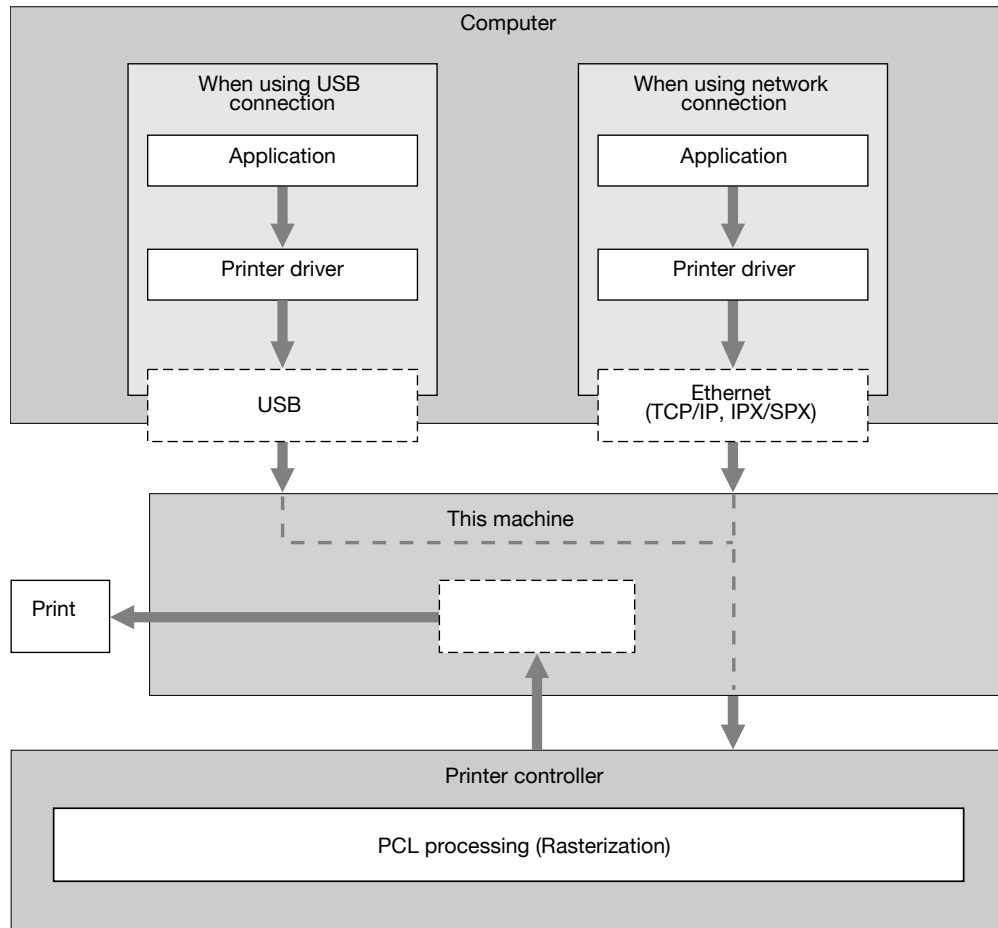 Computer
When using USB
connection
Application
Printer driver
USB
When using network
connection
Application
Printer driver
Ethernet
(TCP/IP, IPX/SPX)
This machine
Print
Printer controller
PCL processing (Rasterization)